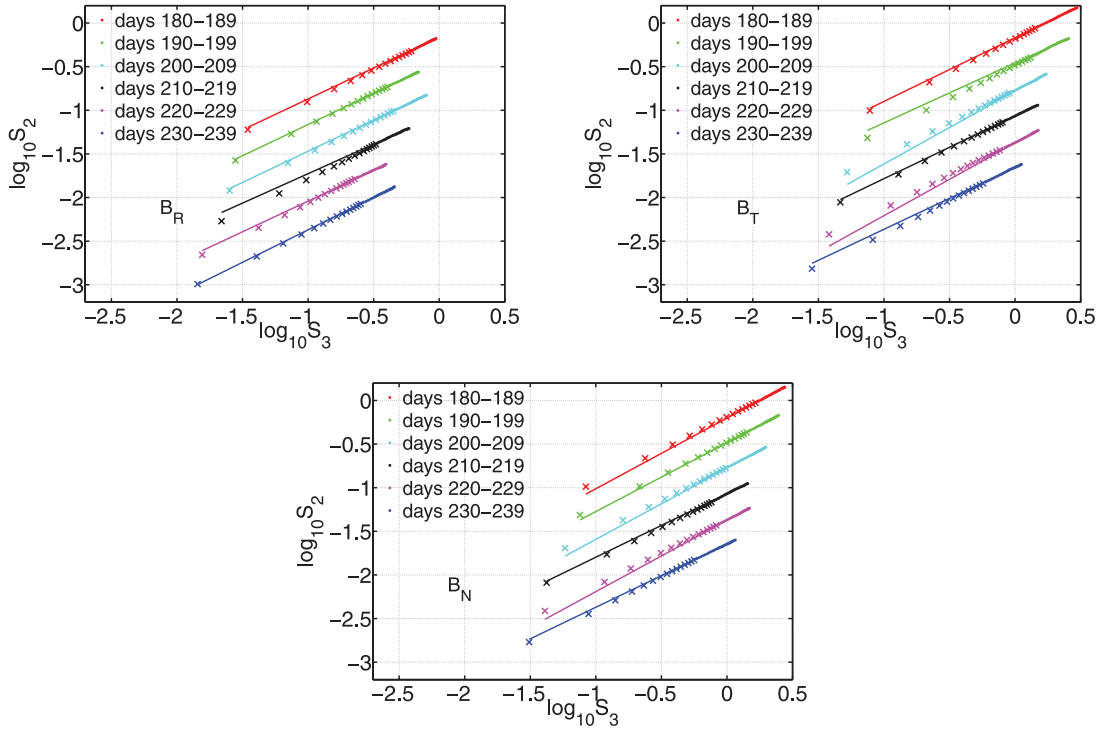 0
−0.5
−1
−1.5
−2
−2.5
−3
log₁₀S₂
days 180−189
days 190−199
days 200−209
days 210−219
days 220−229
days 230−239
B_R
−2.5 −2 −1.5 −1 −0.5 0 0.5
log₁₀S₃
0
−0.5
−1
−1.5
−2
−2.5
−3
log₁₀S₂
days 180−189
days 190−199
days 200−209
days 210−219
days 220−229
days 230−239
B_T
−2.5 −2 −1.5 −1 −0.5 0 0.5
log₁₀S₃
0
−0.5
−1
−1.5
−2
−2.5
−3
log₁₀S₂
days 180−189
days 190−199
days 200−209
days 210−219
days 220−229
days 230−239
B_N
−2.5 −2 −1.5 −1 −0.5 0 0.5
log₁₀S₃